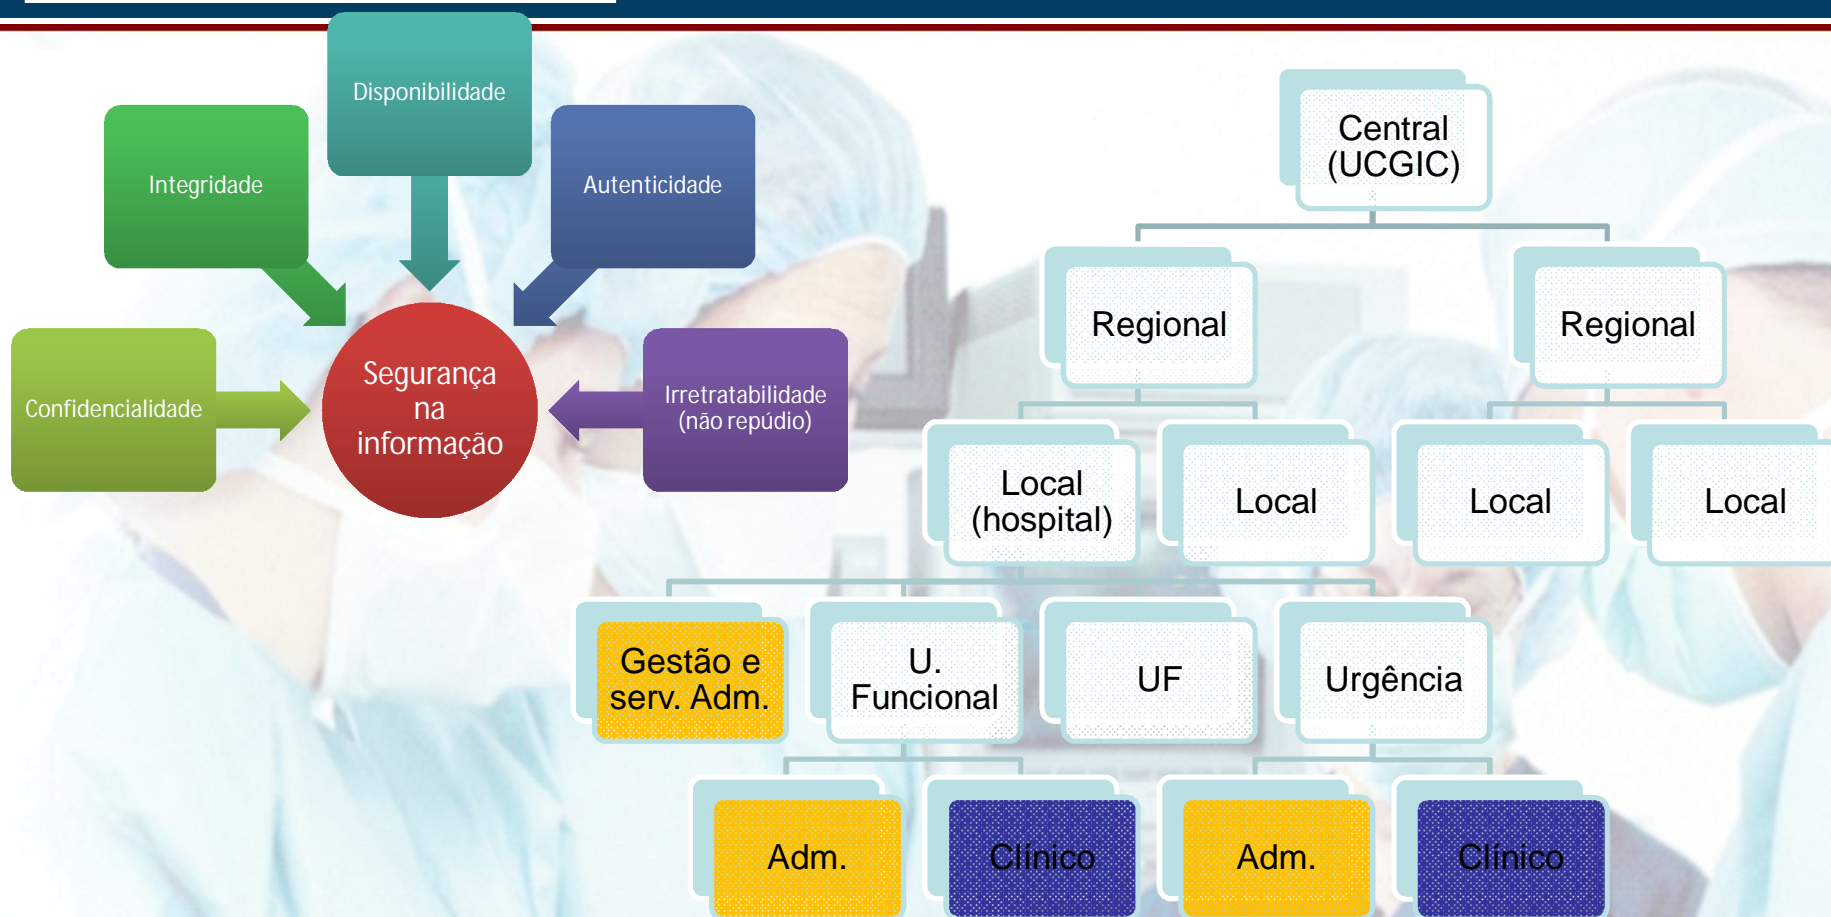 Disponibilidade
Integridade
Autenticidade
Confidencialidade
Segurança
na
informação
Irretratabilidade
(não repúdio)
Central
(UCGIC)
Regional
Regional
Local
(hospital)
Local
Local
Local
Gestão e
serv. Adm.
U.
Funcional
UF
Urgência
Adm.
Clínico
Adm.
Clínico